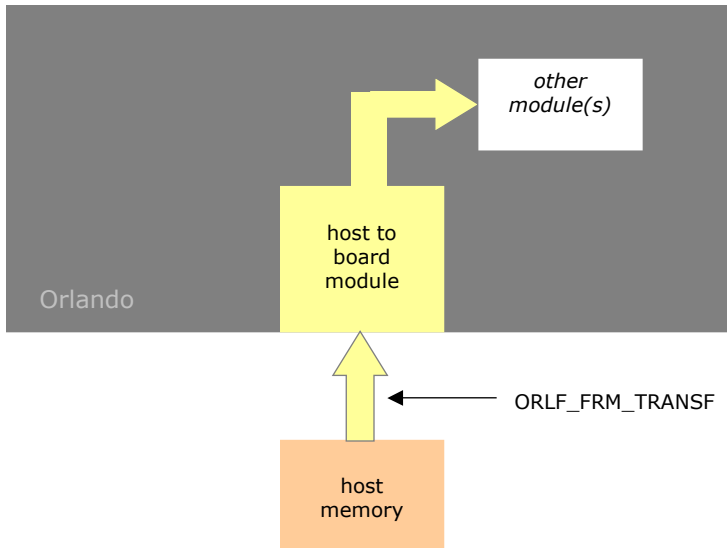 other
module(s)
host to
board
module
Orlando
ORLF_FRM_TRANSF
host
memory